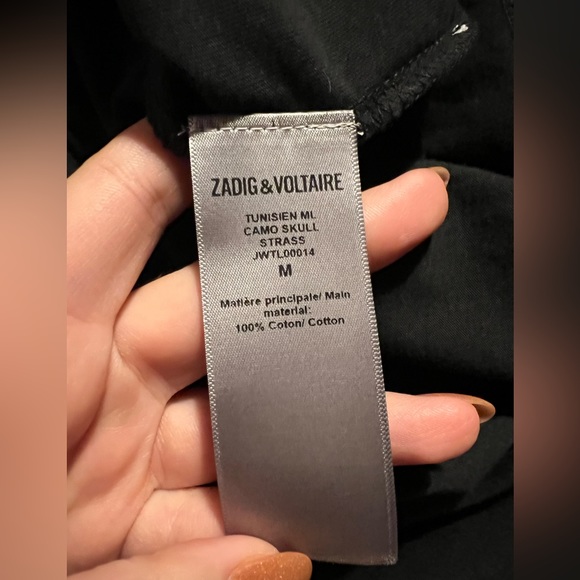 ZADIG & VOLTAIRE
TUNISIEN ML
CAMO SKULL
STRASS
JWTL00014
M
Matière principale/ Main
material:
100% Coton/ Cotton